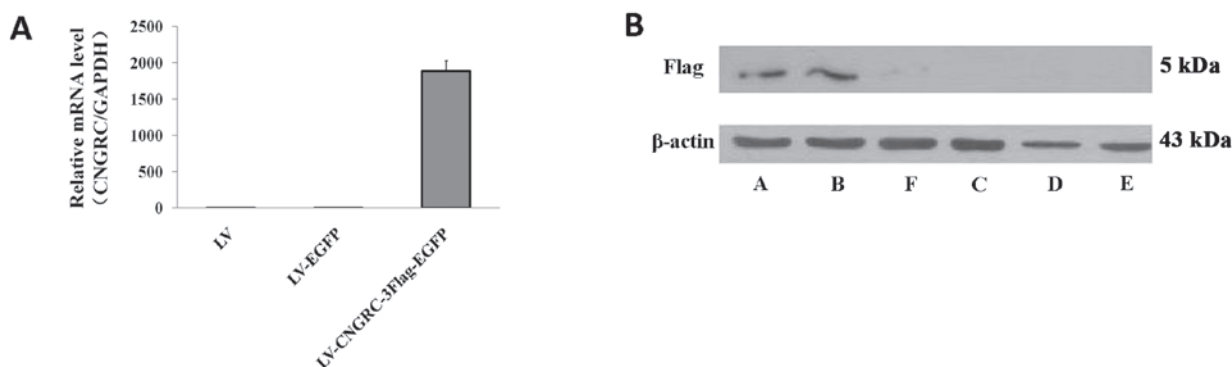 A
Relative mRNA level
(CNGRC/GAPDH)
2500
2000
1500
1000
500
0
LV
LV-EGFP
LV-CNGRC-3Flag-EGFP
B
Flag
5 kDa
β-actin
43 kDa
A B F C D E